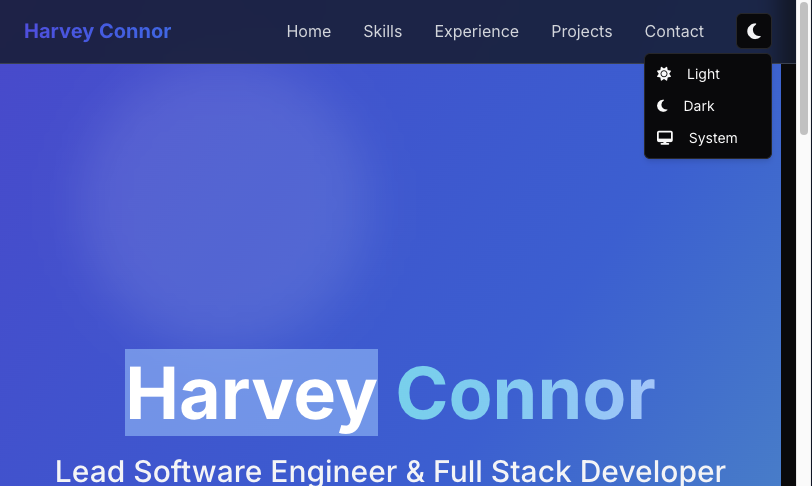 Harvey Connor Home Skills Experience Projects Contact
Light
Dark
System
Harvey Connor
Lead Software Engineer & Full Stack Developer